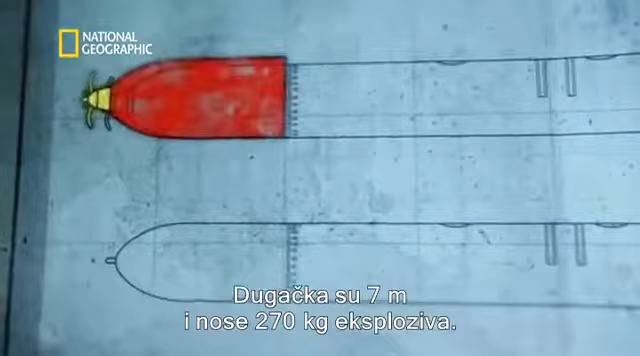 NATIONAL
GEOGRAPHIC
Dugačka su 7 m
i nose 270 kg eksploziva.